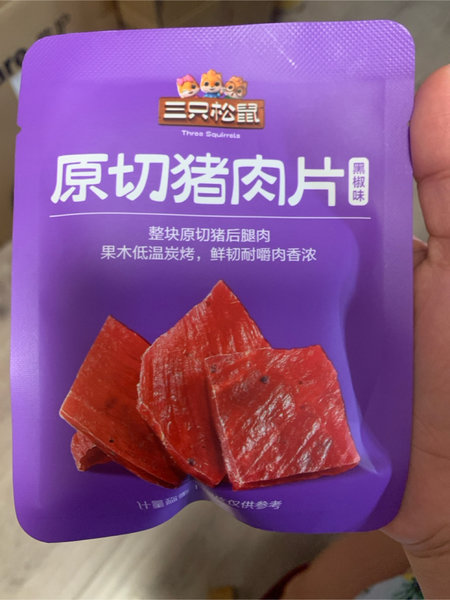 三只松鼠
Three Squirrels
原切猪肉片
黑椒味
整块原切猪后腿肉
果木低温炭烤，鲜韧耐嚼肉香浓
计量 仅供参考